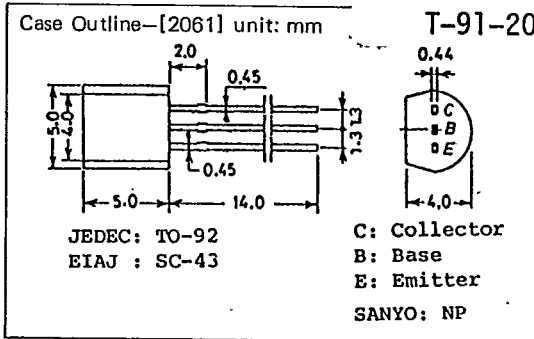 Case Outline—[2061] unit: mm
T-91-20
2.0
0.45
0.44
5.0
4.0
1.3
1.3
C
B
E
0.45
5.0
14.0
4.0
JEDEC: TO-92
EIAJ : SC-43
C: Collector
B: Base
E: Emitter
SANYO: NP